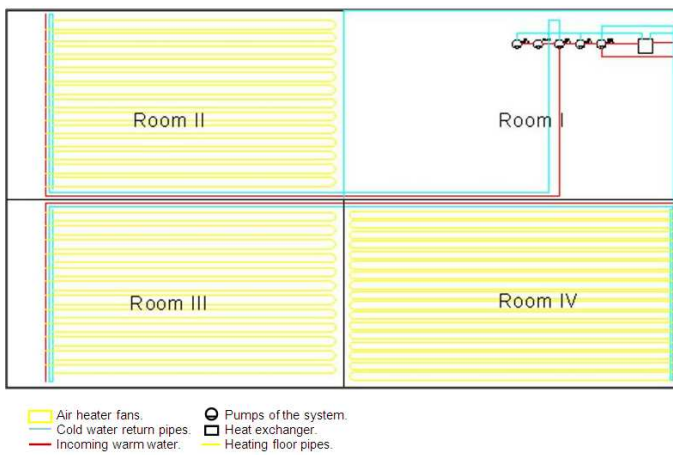 Room II
Room I
Room III
Room IV
Air heater fans.
Pumps of the system.
Cold water return pipes.
Heat exchanger.
Incoming warm water.
Heating floor pipes.